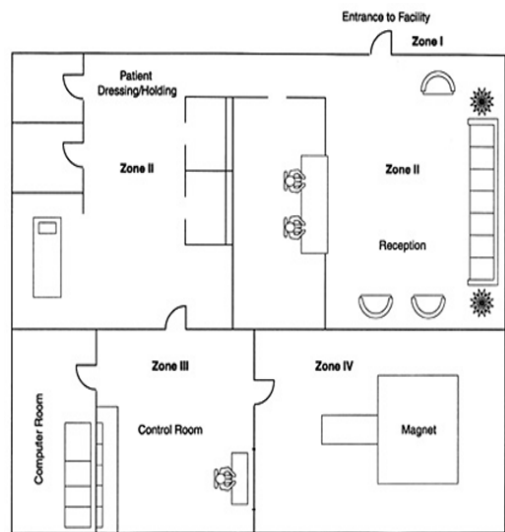 Entrance to Facility
Zone I
Patient
Dressing/Holding
Zone II
Zone II
Reception
Zone III
Zone IV
Computer Room
Control Room
Magnet